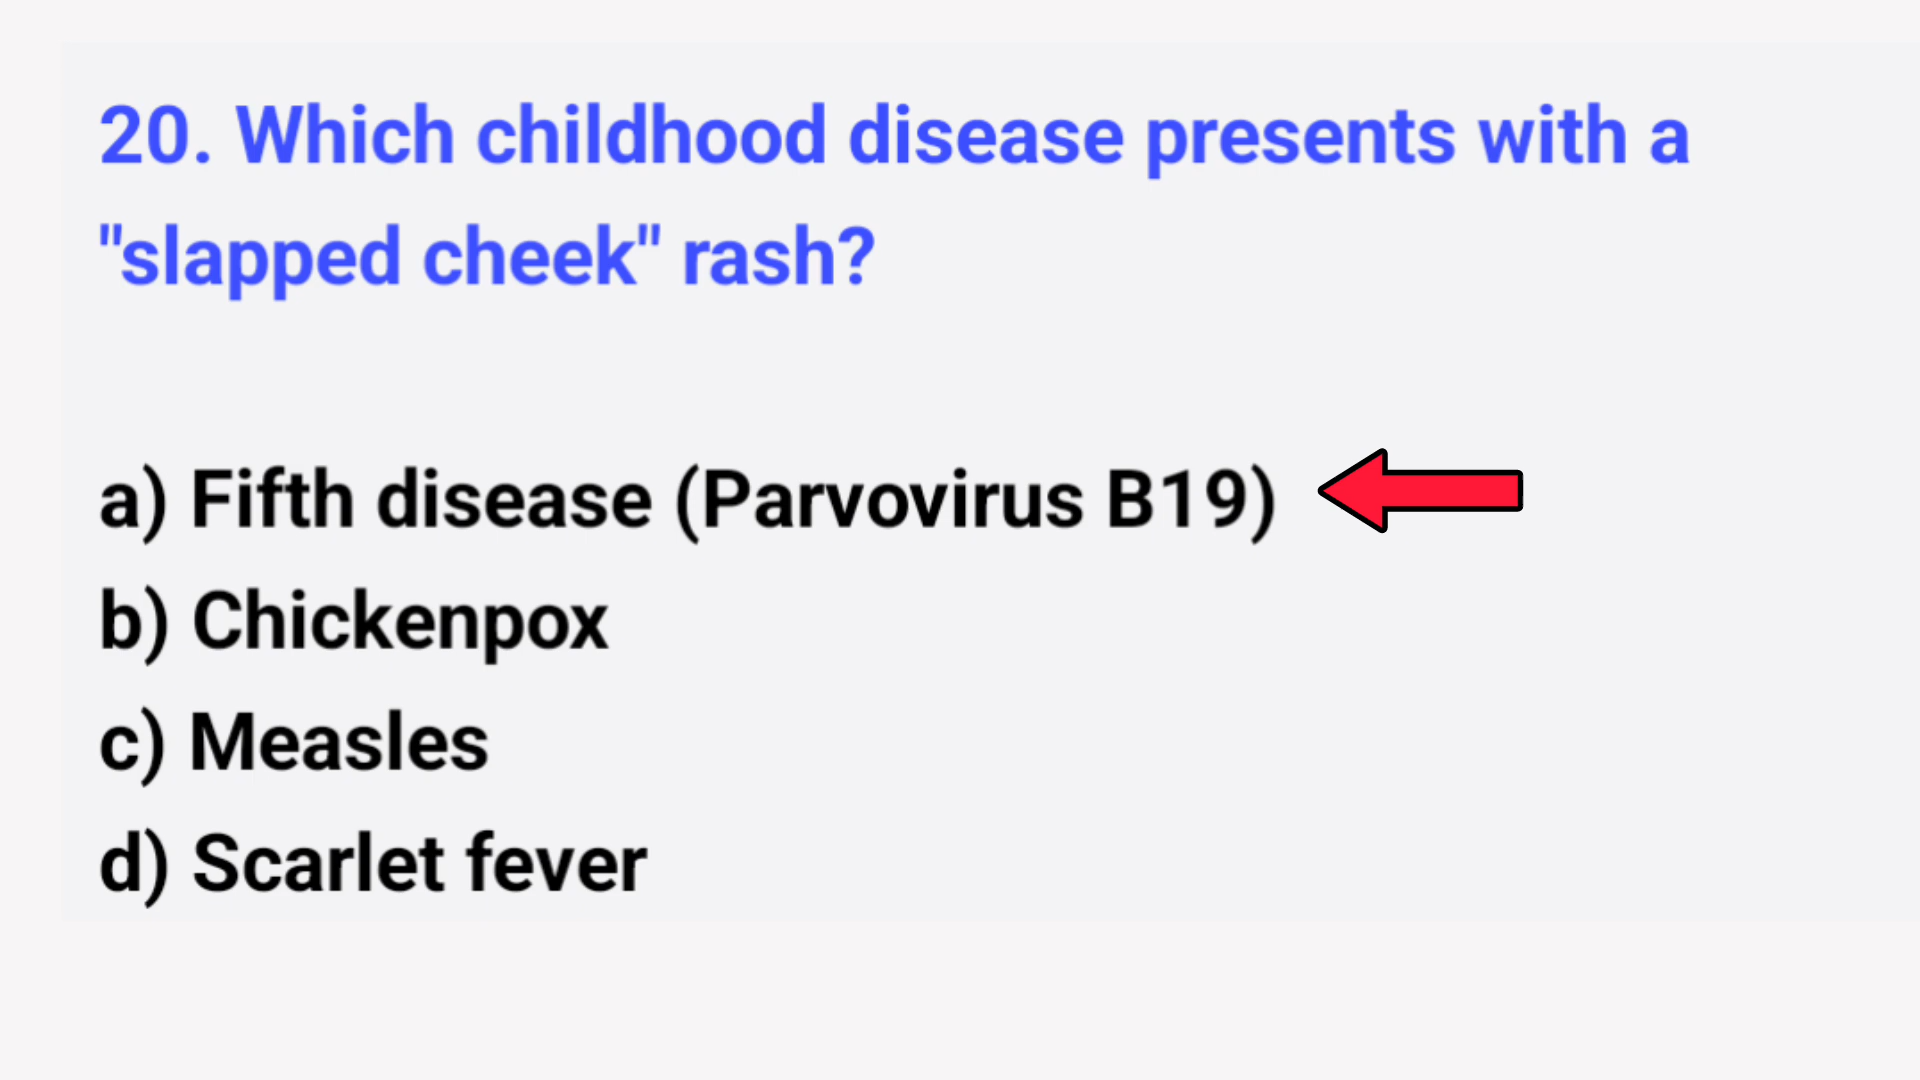 20. Which childhood disease presents with a
"slapped cheek" rash?
a) Fifth disease (Parvovirus B19)
b) Chickenpox
c) Measles
d) Scarlet fever